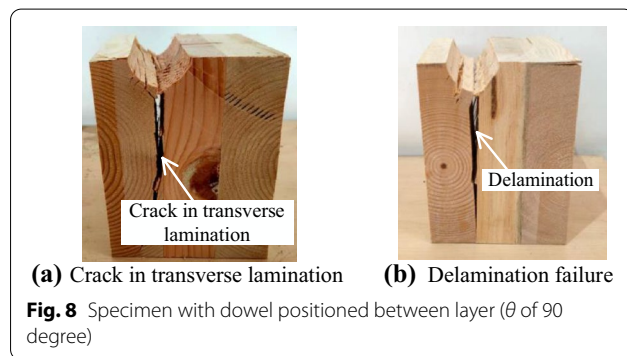 Crack in transverse
lamination
Delamination
(a) Crack in transverse lamination
(b) Delamination failure
Fig. 8 Specimen with dowel positioned between layer (θ of 90
degree)